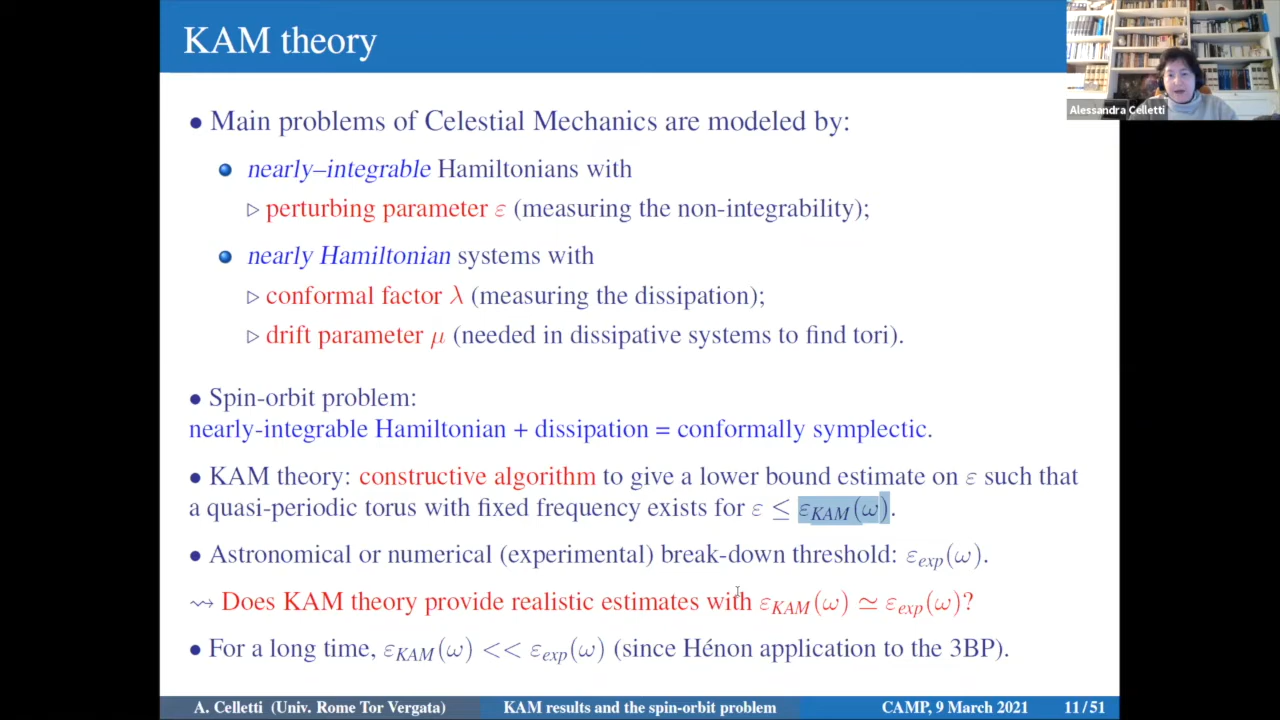 KAM theory
Alessandra Celletti
• Main problems of Celestial Mechanics are modeled by:
nearly–integrable Hamiltonians with
▷ perturbing parameter ε (measuring the non-integrability);
nearly Hamiltonian systems with
▷ conformal factor λ (measuring the dissipation);
▷ drift parameter μ (needed in dissipative systems to find tori).
• Spin-orbit problem:
nearly-integrable Hamiltonian + dissipation = conformally symplectic.
• KAM theory: constructive algorithm to give a lower bound estimate on ε such that
a quasi-periodic torus with fixed frequency exists for ε ≤ ε_KAM(ω).
• Astronomical or numerical (experimental) break-down threshold: ε_exp(ω).
⇝ Does KAM theory provide realistic estimates with ε_KAM(ω) ≃ ε_exp(ω)?
• For a long time, ε_KAM(ω) << ε_exp(ω) (since Hénon application to the 3BP).
A. Celletti (Univ. Rome Tor Vergata) KAM results and the spin-orbit problem CAMP, 9 March 2021 11 / 51